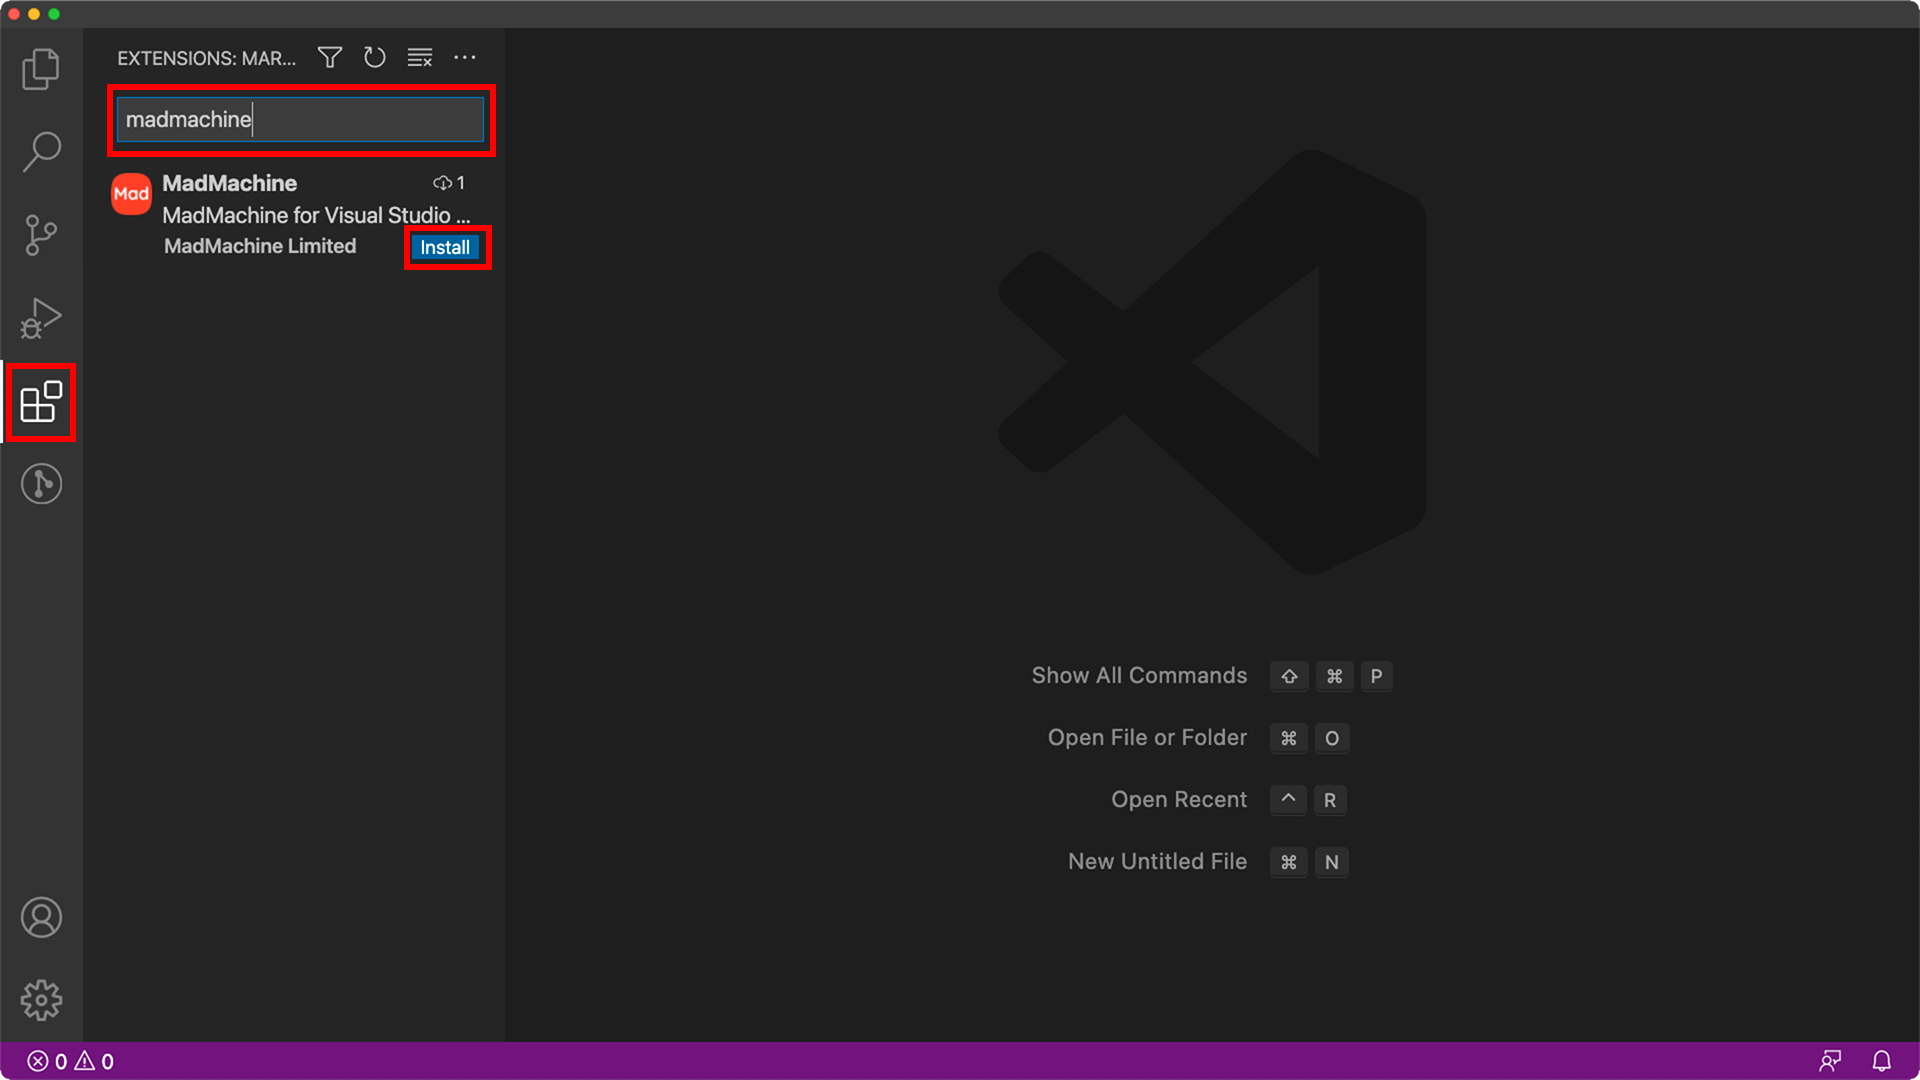 EXTENSIONS: MAR...
madmachine
Mad
MadMachine 1
MadMachine for Visual Studio ...
MadMachine Limited Install
Show All Commands ⇧ ⌘ P
Open File or Folder ⌘ O
Open Recent ^ R
New Untitled File ⌘ N
0 0